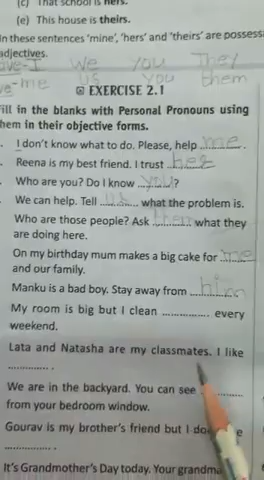 (c) That school is hers.
(e) This house is theirs.
In these sentences 'mine', 'hers' and 'theirs' are possess
adjectives.
I We you They
me us you them
EXERCISE 2.1
ill in the blanks with Personal Pronouns using
hem in their objective forms.
I don't know what to do. Please, help me.
Reena is my best friend. I trust her
Who are you? Do I know you?
We can help. Tell us what the problem is.
Who are those people? Ask them what they
are doing here.
On my birthday mum makes a big cake for me
and our family.
Manku is a bad boy. Stay away from him
My room is big but I clean .............. every
weekend.
Lata and Natasha are my classmates. I like
..............
We are in the backyard. You can see ........
from your bedroom window.
Gourav is my brother's friend but I
..............
It's Grandmother's Day today. Your